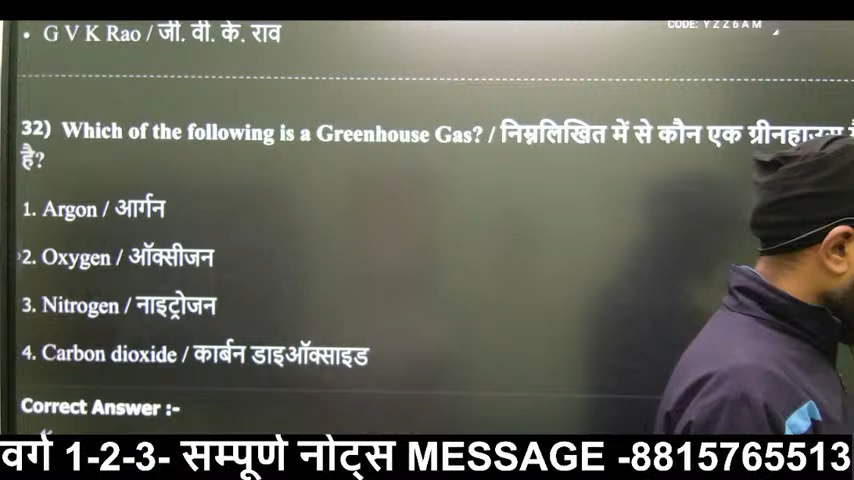 CODE: Y Z Z 6 A M
• G V K Rao / जी. वी. के. राव
32) Which of the following is a Greenhouse Gas? / निम्नलिखित में से कौन एक ग्रीनहाउस
है?
1. Argon / आर्गन
2. Oxygen / ऑक्सीजन
3. Nitrogen / नाइट्रोजन
4. Carbon dioxide / कार्बन डाइऑक्साइड
Correct Answer :-
वर्ग 1-2-3- सम्पूर्ण नोट्स MESSAGE -8815765513